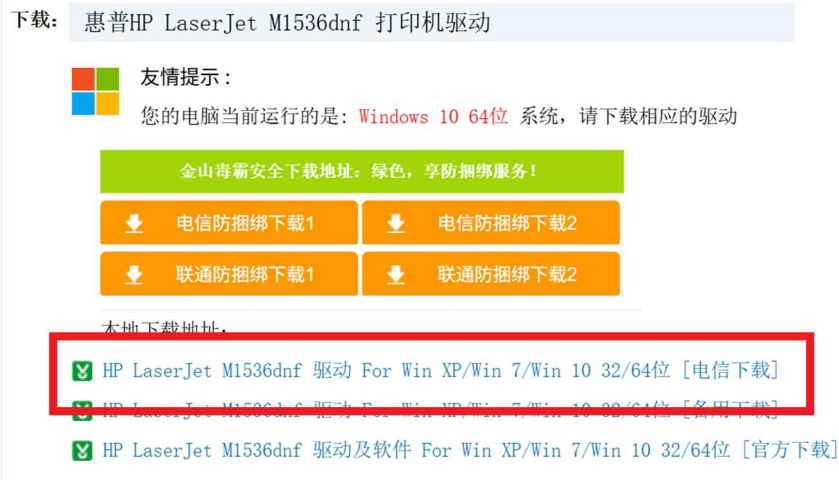 下载： 惠普HP LaserJet M1536dnf 打印机驱动
友情提示：
您的电脑当前运行的是: Windows 10 64位 系统，请下载相应的驱动
金山毒霸安全下载地址：绿色，享防捆绑服务！
电信防捆绑下载1 电信防捆绑下载2
联通防捆绑下载1 联通防捆绑下载2
本地下载地址:
HP LaserJet M1536dnf 驱动 For Win XP/Win 7/Win 10 32/64位 [电信下载]
HP LaserJet M1536dnf 驱动 For Win XP/Win 7/Win 10 32/64位 [备用下载]
HP LaserJet M1536dnf 驱动及软件 For Win XP/Win 7/Win 10 32/64位 [官方下载]